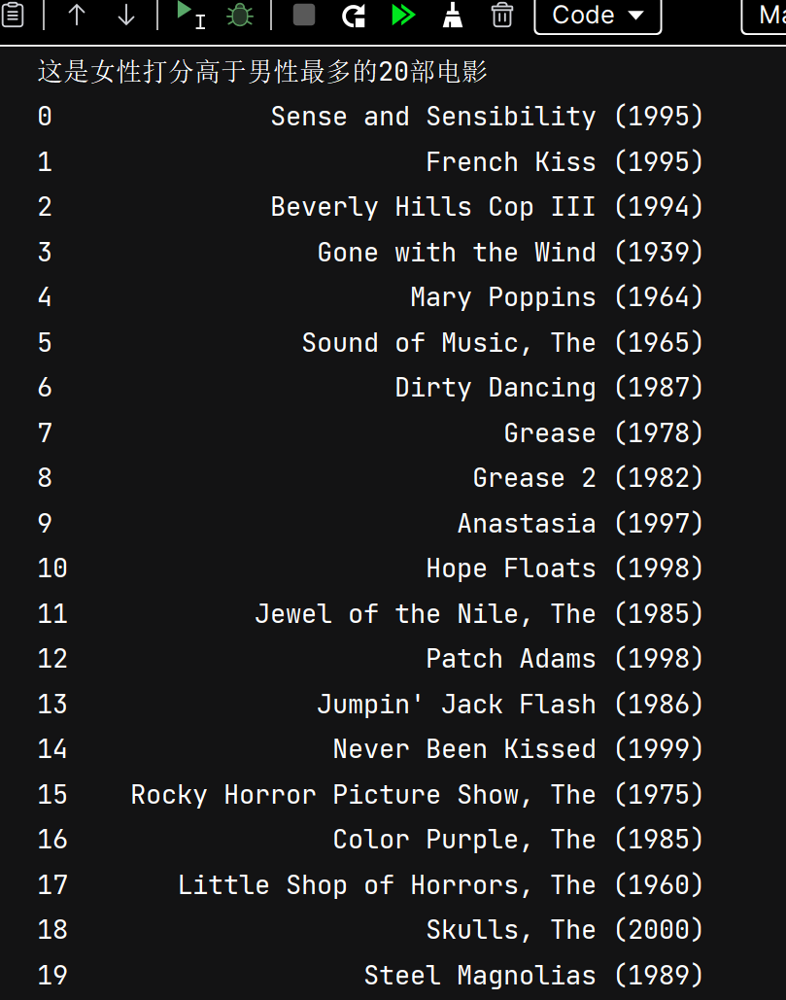 Code
Ma
这是女性打分高于男性最多的20部电影
0 Sense and Sensibility (1995)
1 French Kiss (1995)
2 Beverly Hills Cop III (1994)
3 Gone with the Wind (1939)
4 Mary Poppins (1964)
5 Sound of Music, The (1965)
6 Dirty Dancing (1987)
7 Grease (1978)
8 Grease 2 (1982)
9 Anastasia (1997)
10 Hope Floats (1998)
11 Jewel of the Nile, The (1985)
12 Patch Adams (1998)
13 Jumpin' Jack Flash (1986)
14 Never Been Kissed (1999)
15 Rocky Horror Picture Show, The (1975)
16 Color Purple, The (1985)
17 Little Shop of Horrors, The (1960)
18 Skulls, The (2000)
19 Steel Magnolias (1989)